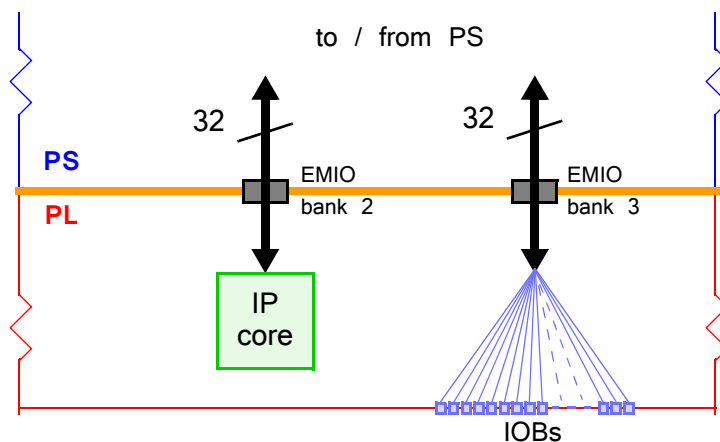 to / from PS
32
32
PS
EMIO
bank 2
EMIO
bank 3
PL
IP
core
IOBs